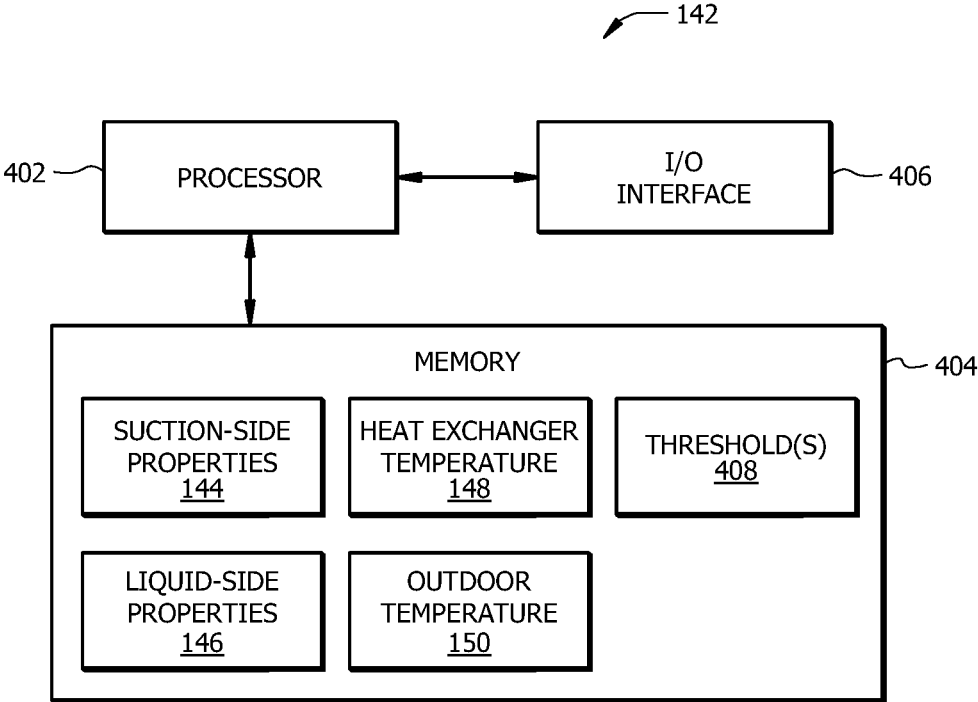 142
402
PROCESSOR
I/O
INTERFACE
406
MEMORY
404
SUCTION-SIDE
PROPERTIES
144
HEAT EXCHANGER
TEMPERATURE
148
THRESHOLD(S)
408
LIQUID-SIDE
PROPERTIES
146
OUTDOOR
TEMPERATURE
150